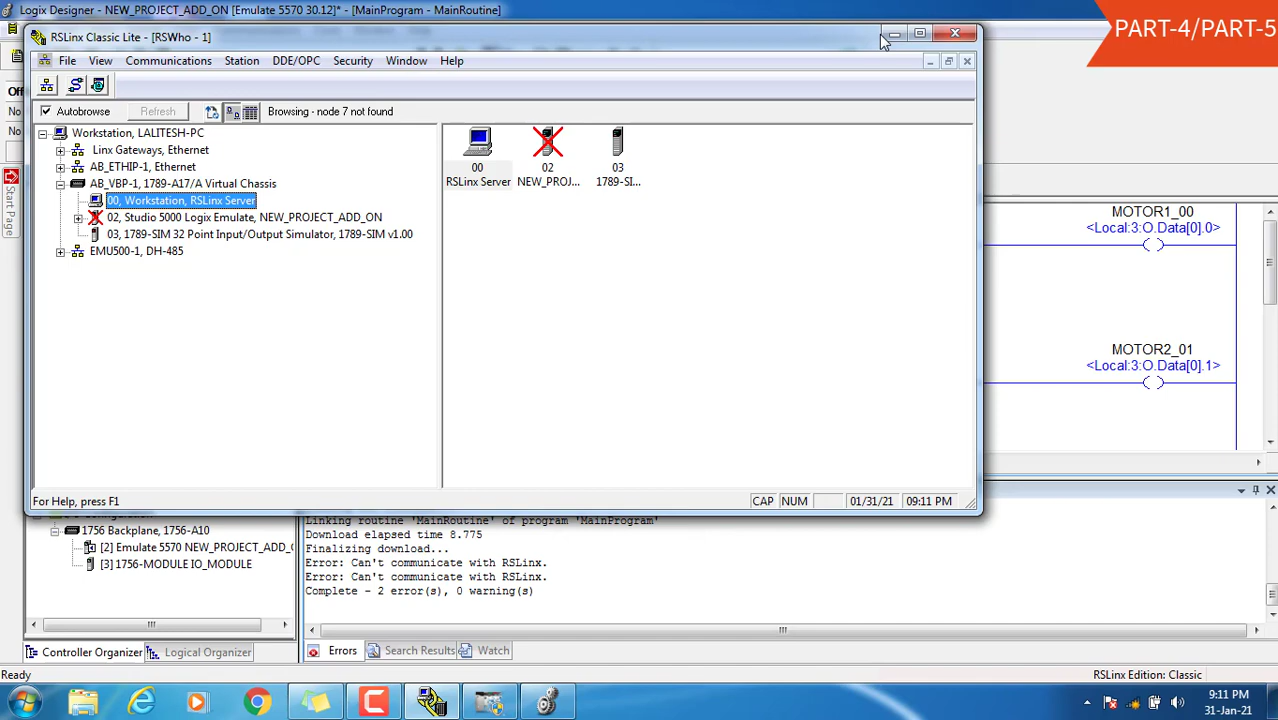 Logix Designer - NEW_PROJECT_ADD_ON [Emulate 5570 30.12]* - [MainProgram - MainRoutine]
PART-4/PART-5
RSLinx Classic Lite - [RSWho - 1]
File View Communications Station DDE/OPC Security Window Help
Autobrowse Refresh Browsing - node 7 not found
Workstation, LALITESH-PC
Linx Gateways, Ethernet
AB_ETHIP-1, Ethernet
AB_VBP-1, 1789-A17/A Virtual Chassis
00, Workstation, RSLinx Server
02, Studio 5000 Logix Emulate, NEW_PROJECT_ADD_ON
03, 1789-SIM 32 Point Input/Output Simulator, 1789-SIM v1.00
EMU500-1, DH-485
00
RSLinx Server
02
NEW_PROJ...
03
1789-SI...
For Help, press F1
CAP NUM 01/31/21 09:11 PM
Off
No
No
Start Page
MOTOR1_00
<Local:3:O.Data[0].0>
MOTOR2_01
<Local:3:O.Data[0].1>
1756 Backplane, 1756-A10
[2] Emulate 5570 NEW_PROJECT_ADD_O
[3] 1756-MODULE IO_MODULE
Linking routine 'MainRoutine' of program 'MainProgram'
Download elapsed time 8.775
Finalizing download...
Error: Can't communicate with RSLinx.
Error: Can't communicate with RSLinx.
Complete - 2 error(s), 0 warning(s)
Controller Organizer Logical Organizer
Errors Search Results Watch
Ready
RSLinx Edition: Classic
9:11 PM
31-Jan-21